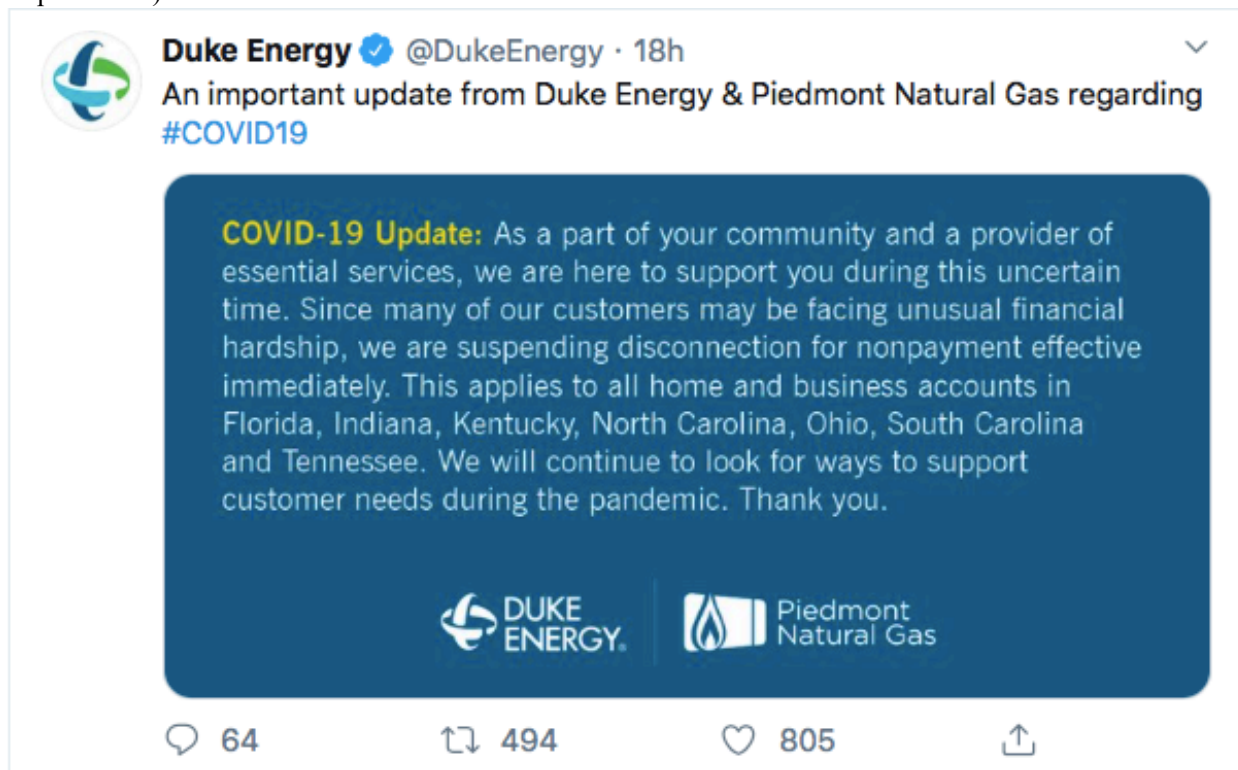 Duke Energy @DukeEnergy · 18h
An important update from Duke Energy & Piedmont Natural Gas regarding
#COVID19
COVID-19 Update: As a part of your community and a provider of
essential services, we are here to support you during this uncertain
time. Since many of our customers may be facing unusual financial
hardship, we are suspending disconnection for nonpayment effective
immediately. This applies to all home and business accounts in
Florida, Indiana, Kentucky, North Carolina, Ohio, South Carolina
and Tennessee. We will continue to look for ways to support
customer needs during the pandemic. Thank you.
DUKE
ENERGY®
Piedmont
Natural Gas
64 494 805